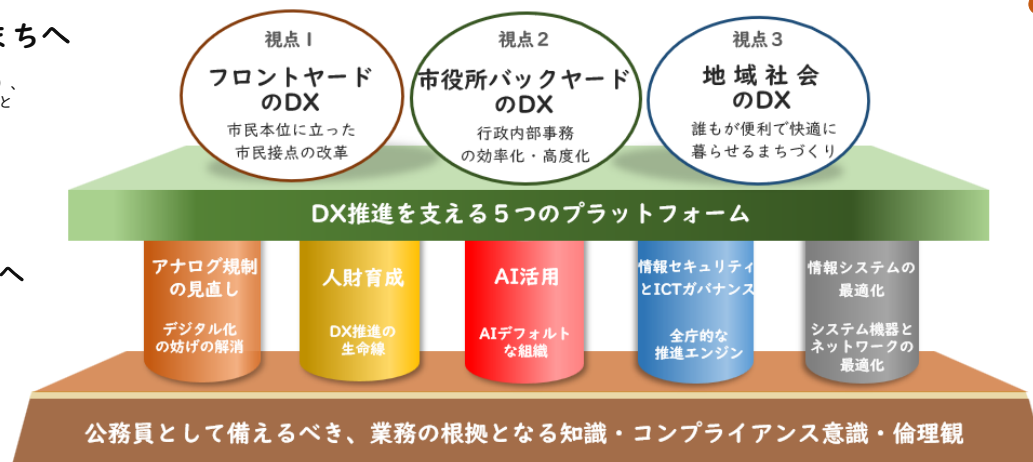 まちへ
、
と
視点1
フロントヤード
のDX
市民本位に立った
市民接点の改革
視点2
市役所バックヤード
のDX
行政内部事務
の効率化・高度化
視点3
地域社会
のDX
誰もが便利で快適に
暮らせるまちづくり
へ
DX推進を支える5つのプラットフォーム
アナログ規制
の見直し
デジタル化
の妨げの解消
人財育成
DX推進の
生命線
AI活用
AIデフォルト
な組織
情報セキュリティ
とICTガバナンス
全庁的な
推進エンジン
情報システムの
最適化
システム機器と
ネットワークの
最適化
公務員として備えるべき、業務の根拠となる知識・コンプライアンス意識・倫理観